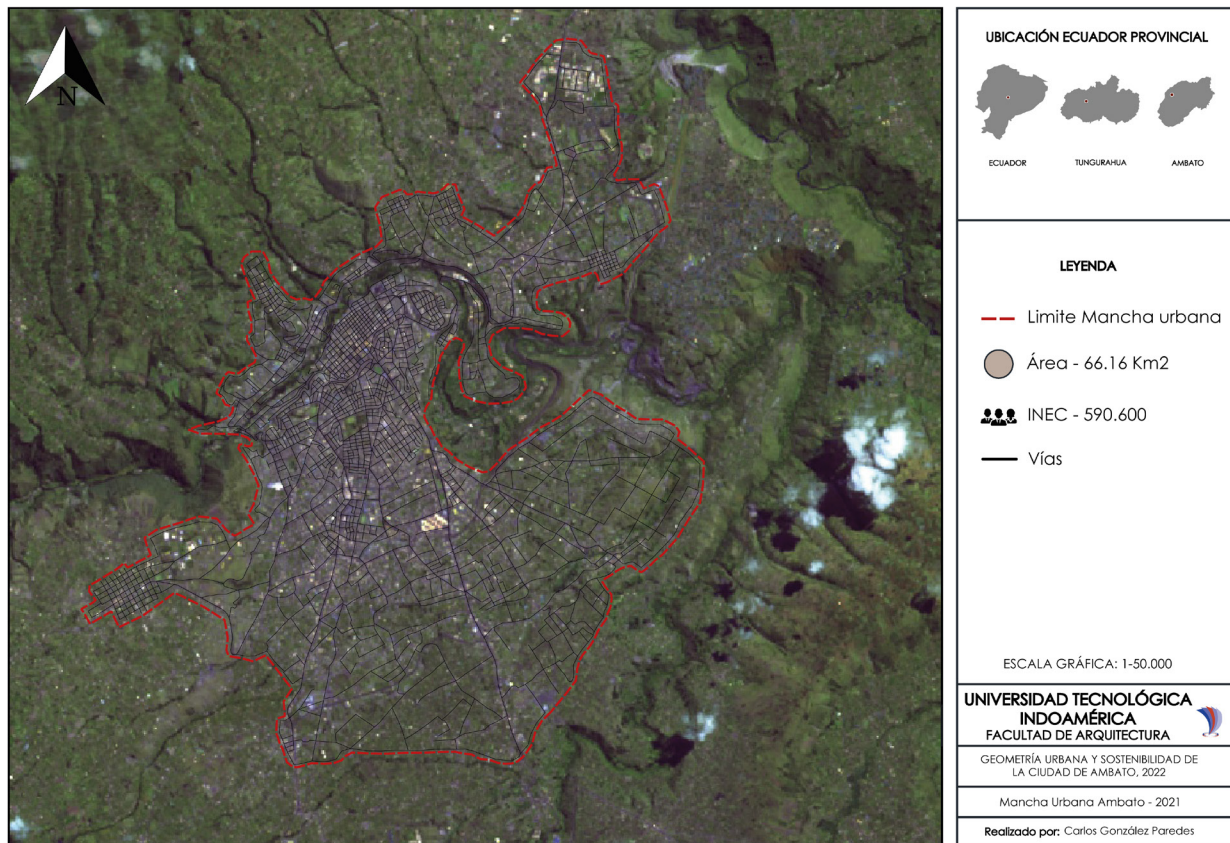 N
UBICACIÓN ECUADOR PROVINCIAL
ECUADOR
TUNGURAHUA
AMBATO
LEYENDA
Limite Mancha urbana
Área - 66.16 Km2
INEC - 590.600
Vías
ESCALA GRÁFICA: 1-50.000
UNIVERSIDAD TECNOLÓGICA
INDOAMÉRICA
FACULTAD DE ARQUITECTURA
GEOMETRÍA URBANA Y SOSTENIBILIDAD DE
LA CIUDAD DE AMBATO, 2022
Mancha Urbana Ambato - 2021
Realizado por: Carlos González Paredes